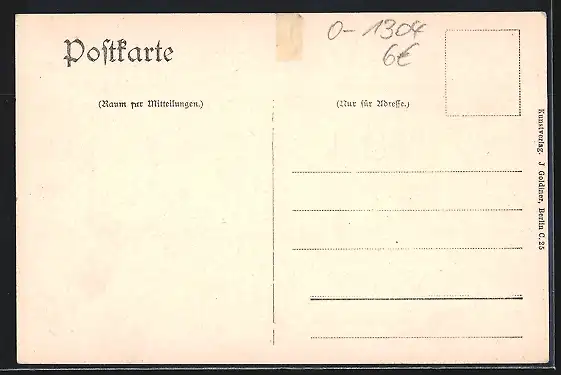 0-1304
6€
Poſtkarte
(Raum fur Mitteilungen.)
(Nur für Adreſſe.)
Kunstverlag. J Goldiner, Berlin C. 25